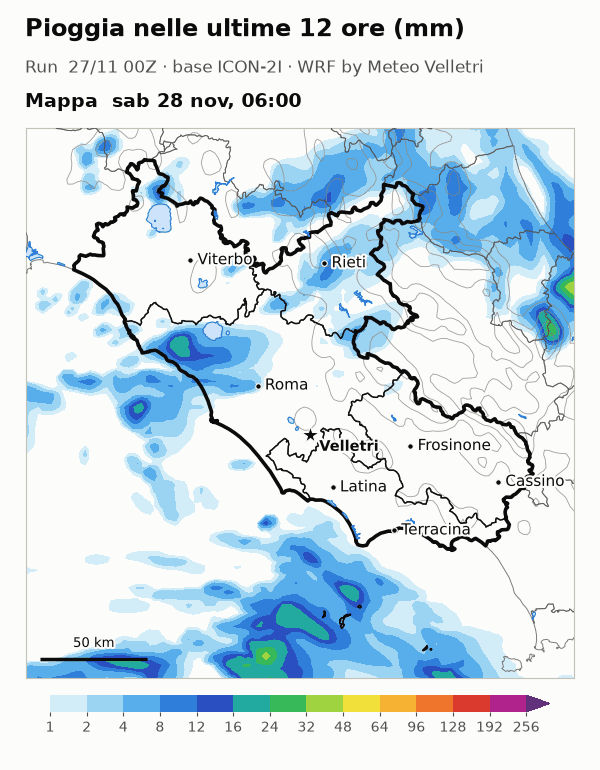 Pioggia nelle ultime 12 ore (mm)
Run 27/11 00Z · base ICON-2I · WRF by Meteo Velletri
Mappa sab 28 nov, 06:00
Viterbo
Rieti
Roma
Velletri
Frosinone
Cassino
Latina
Terracina
50 km
1 2 4 8 12 16 24 32 48 64 96 128 192 256